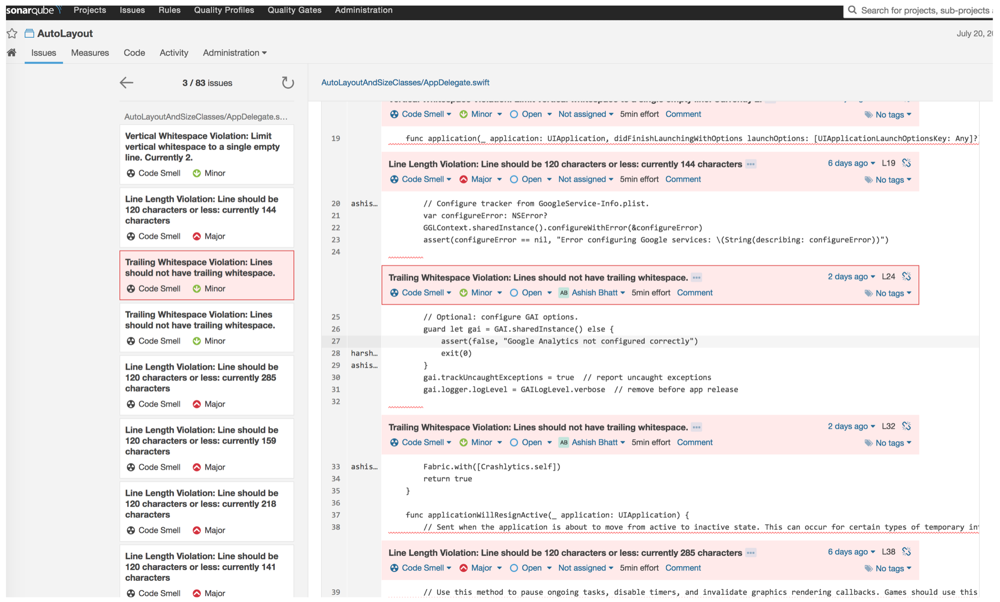 sonarqube Projects Issues Rules Quality Profiles Quality Gates Administration Search for projects, sub-projects a
AutoLayout July 20, 20
Issues Measures Code Activity Administration
3 / 83 issues
AutoLayoutAndSizeClasses/AppDelegate.s...
Vertical Whitespace Violation: Limit
vertical whitespace to a single empty
line. Currently 2.
Code Smell Minor
Line Length Violation: Line should be
120 characters or less: currently 144
characters
Code Smell Major
Trailing Whitespace Violation: Lines
should not have trailing whitespace.
Code Smell Minor
Trailing Whitespace Violation: Lines
should not have trailing whitespace.
Code Smell Minor
Line Length Violation: Line should be
120 characters or less: currently 285
characters
Code Smell Major
Line Length Violation: Line should be
120 characters or less: currently 159
characters
Code Smell Major
Line Length Violation: Line should be
120 characters or less: currently 218
characters
Code Smell Major
Line Length Violation: Line should be
120 characters or less: currently 141
characters
Code Smell Major
AutoLayoutAndSizeClasses/AppDelegate.swift
Vertical Whitespace Violation: Limit vertical whitespace to a single empty line. Currently 2.
Code Smell Minor Open Not assigned 5min effort Comment No tags
19 func application(_ application: UIApplication, didFinishLaunchingWithOptions launchOptions: [UIApplicationLaunchOptionsKey: Any]?)
Line Length Violation: Line should be 120 characters or less: currently 144 characters ... 6 days ago L19
Code Smell Major Open Not assigned 5min effort Comment No tags
20 ashis... // Configure tracker from GoogleService-Info.plist.
21 var configureError: NSError?
22 GGLContext.sharedInstance().configureWithError(&configureError)
23 assert(configureError == nil, "Error configuring Google services: \(String(describing: configureError))")
24
Trailing Whitespace Violation: Lines should not have trailing whitespace. ... 2 days ago L24
Code Smell Minor Open AB Ashish Bhatt 5min effort Comment No tags
25 // Optional: configure GAI options.
26 guard let gai = GAI.sharedInstance() else {
27 assert(false, "Google Analytics not configured correctly")
28 harsh... exit(0)
29 ashis... }
30 gai.trackUncaughtExceptions = true // report uncaught exceptions
31 gai.logger.logLevel = GAILogLevel.verbose // remove before app release
32
Trailing Whitespace Violation: Lines should not have trailing whitespace. ... 2 days ago L32
Code Smell Minor Open AB Ashish Bhatt 5min effort Comment No tags
33 ashis... Fabric.with([Crashlytics.self])
34 return true
35 }
36
37 func applicationWillResignActive(_ application: UIApplication) {
38 // Sent when the application is about to move from active to inactive state. This can occur for certain types of temporary in
Line Length Violation: Line should be 120 characters or less: currently 285 characters ... 6 days ago L38
Code Smell Major Open Not assigned 5min effort Comment No tags
39 // Use this method to pause ongoing tasks, disable timers, and invalidate graphics rendering callbacks. Games should use this